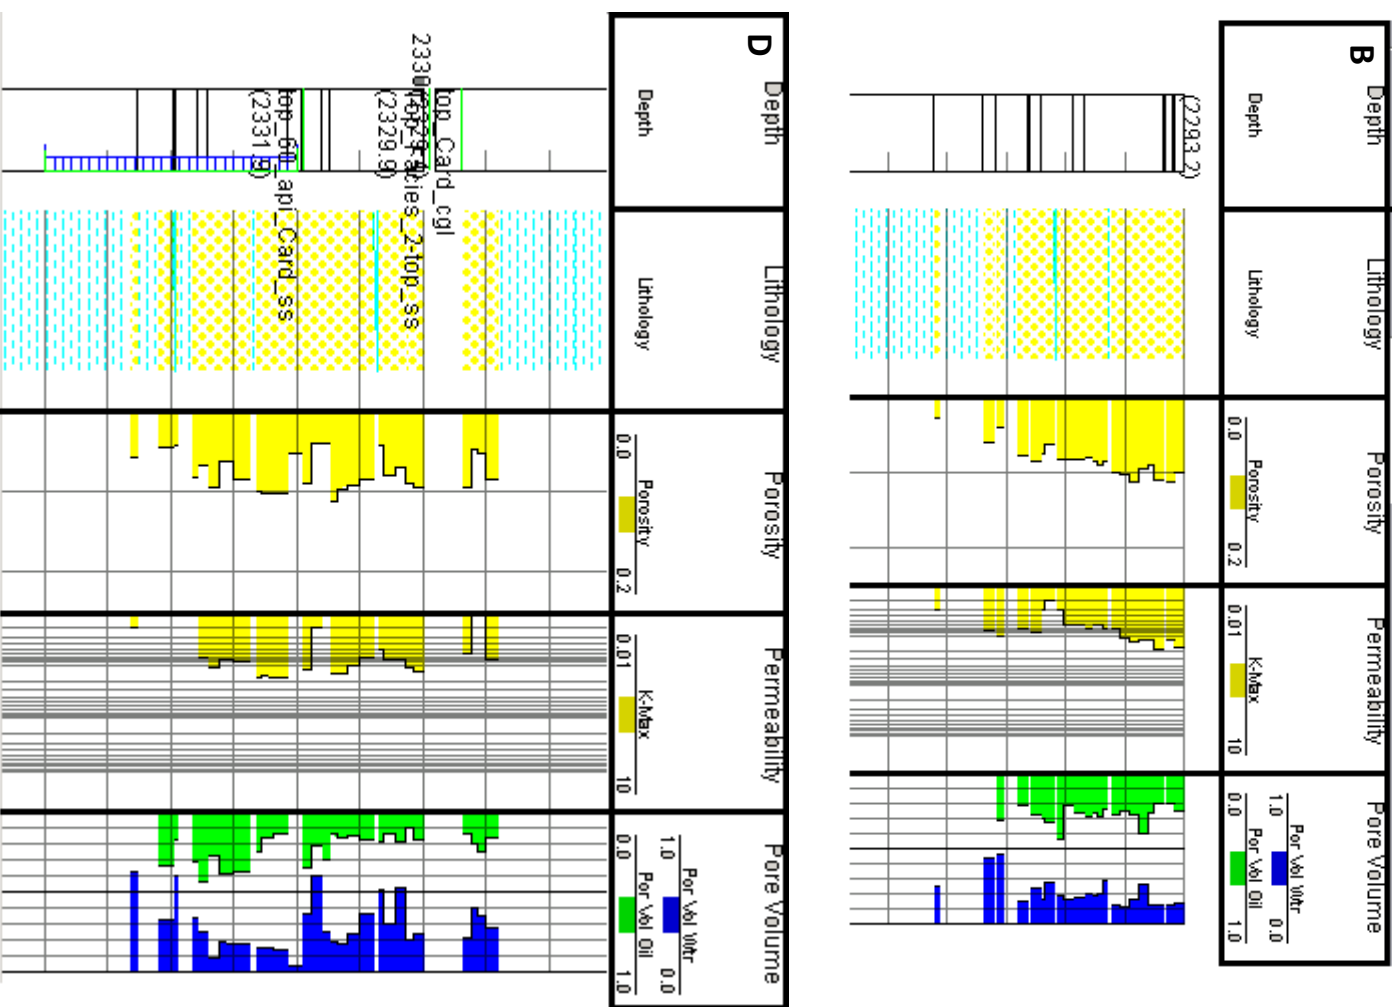 D
Depth
Lithology
Porosity
Permeability
Pore Volume
Depth
Lithology
0.0 Porosity 0.2
0.01 K-Max 10
1.0 Por Vol Wtr 0.0
0.0 Por Vol Oil 1.0
top_Card_cgl
top_Facies_2-top_ss
(2329.9)
top_60_api_Card_ss
(2331.9)
B
Depth
Lithology
Porosity
Permeability
Pore Volume
Depth
Lithology
0.0 Porosity 0.2
0.01 K-Max 10
1.0 Por Vol Wtr 0.0
0.0 Por Vol Oil 1.0
(2293.2)